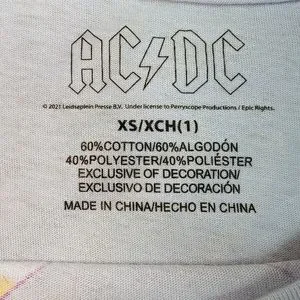 AC⚡DC
© 2021 Leidseplein Presse B.V. Under license to Perryscope Productions / Epic Rights.
XS/XCH(1)
60%COTTON/60%ALGODÓN
40%POLYESTER/40%POLIÉSTER
EXCLUSIVE OF DECORATION/
EXCLUSIVO DE DECORACIÓN
MADE IN CHINA/HECHO EN CHINA